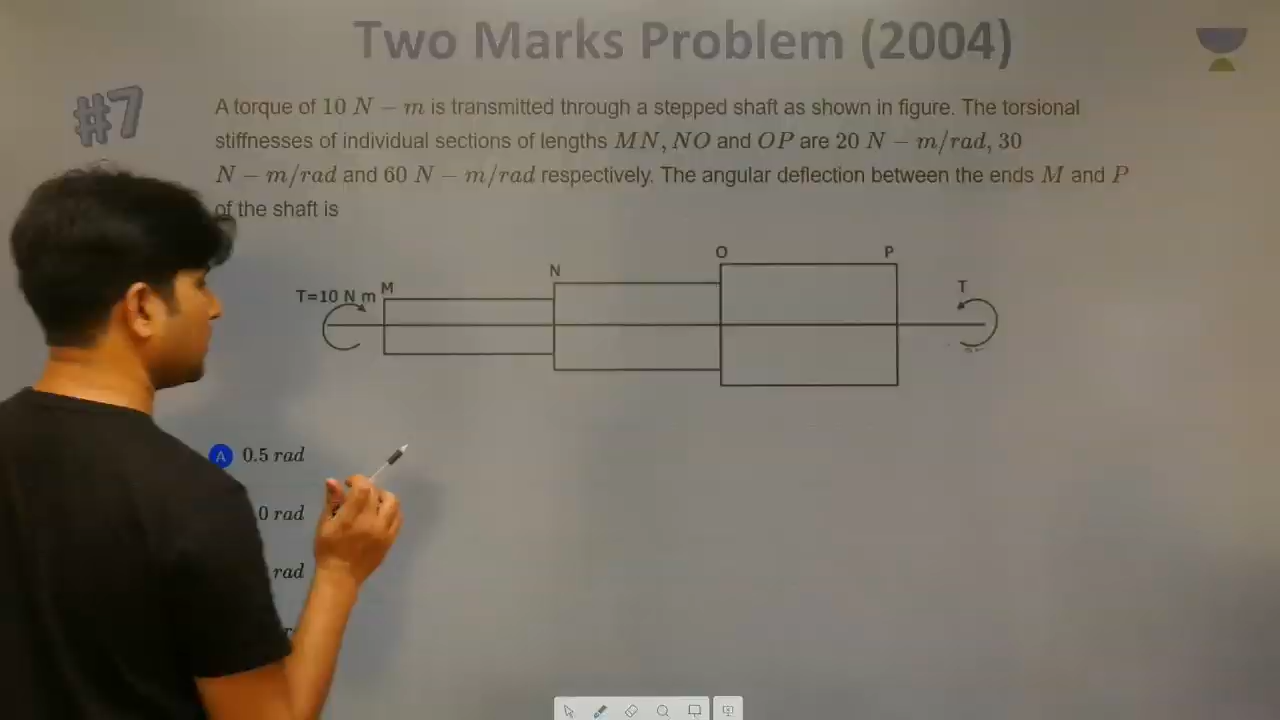 Two Marks Problem (2004)
#7
A torque of 10 N − m is transmitted through a stepped shaft as shown in figure. The torsional
stiffnesses of individual sections of lengths MN, NO and OP are 20 N − m/rad, 30
N − m/rad and 60 N − m/rad respectively. The angular deflection between the ends M and P
of the shaft is
O
P
N
M
T=10 N m
T
A 0.5 rad
0 rad
rad